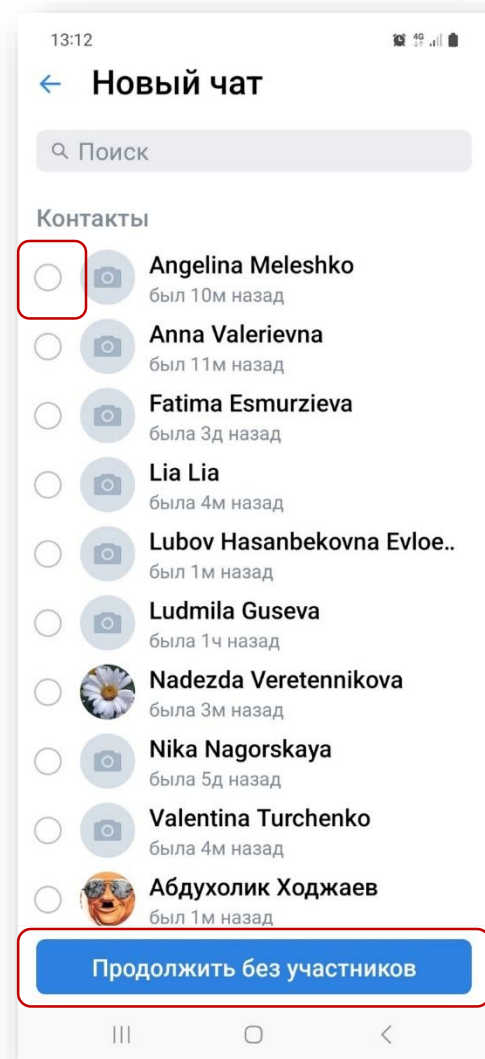 13:12
4G
Новый чат
Поиск
Контакты
Angelina Meleshko
был 10м назад
Anna Valerievna
был 11м назад
Fatima Esmurzieva
была 3д назад
Lia Lia
была 4м назад
Lubov Hasanbekovna Evloe..
был 1м назад
Ludmila Guseva
была 1ч назад
Nadezda Veretennikova
была 3м назад
Nika Nagorskaya
была 5д назад
Valentina Turchenko
была 4м назад
Абдухолик Ходжаев
был 1м назад
Продолжить без участников